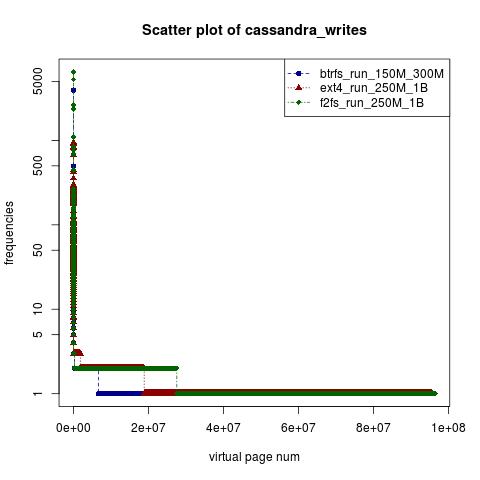 Scatter plot of cassandra_writes
btrfs_run_150M_300M
ext4_run_250M_1B
f2fs_run_250M_1B
frequencies
5000
500
50
10
5
1
0e+00 2e+07 4e+07 6e+07 8e+07 1e+08
virtual page num